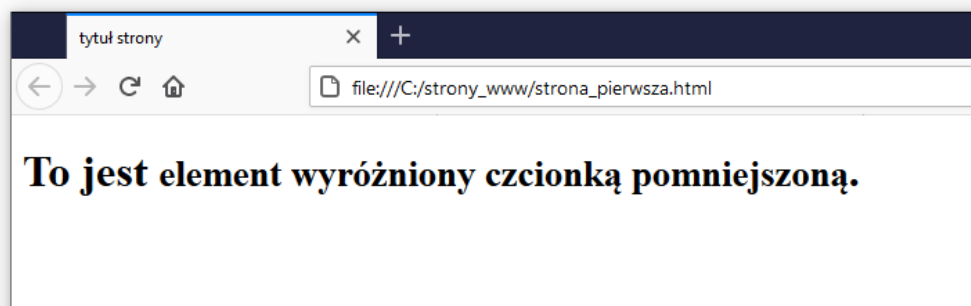 tytuł strony
file:///C:/strony_www/strona_pierwsza.html
To jest element wyróżniony czcionką pomniejszoną.